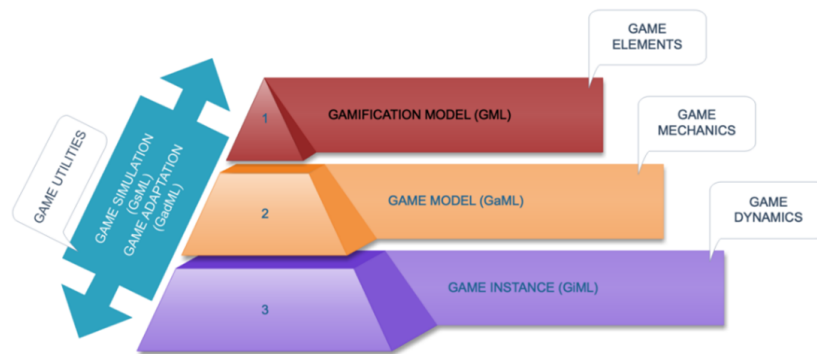 GAME
ELEMENTS
1
GAMIFICATION MODEL (GML)
GAME
MECHANICS
2
GAME MODEL (GaML)
GAME
DYNAMICS
3
GAME INSTANCE (GiML)
GAME UTILITIES
GAME SIMULATION
(GsML)
GAME ADAPTATION
(GadML)